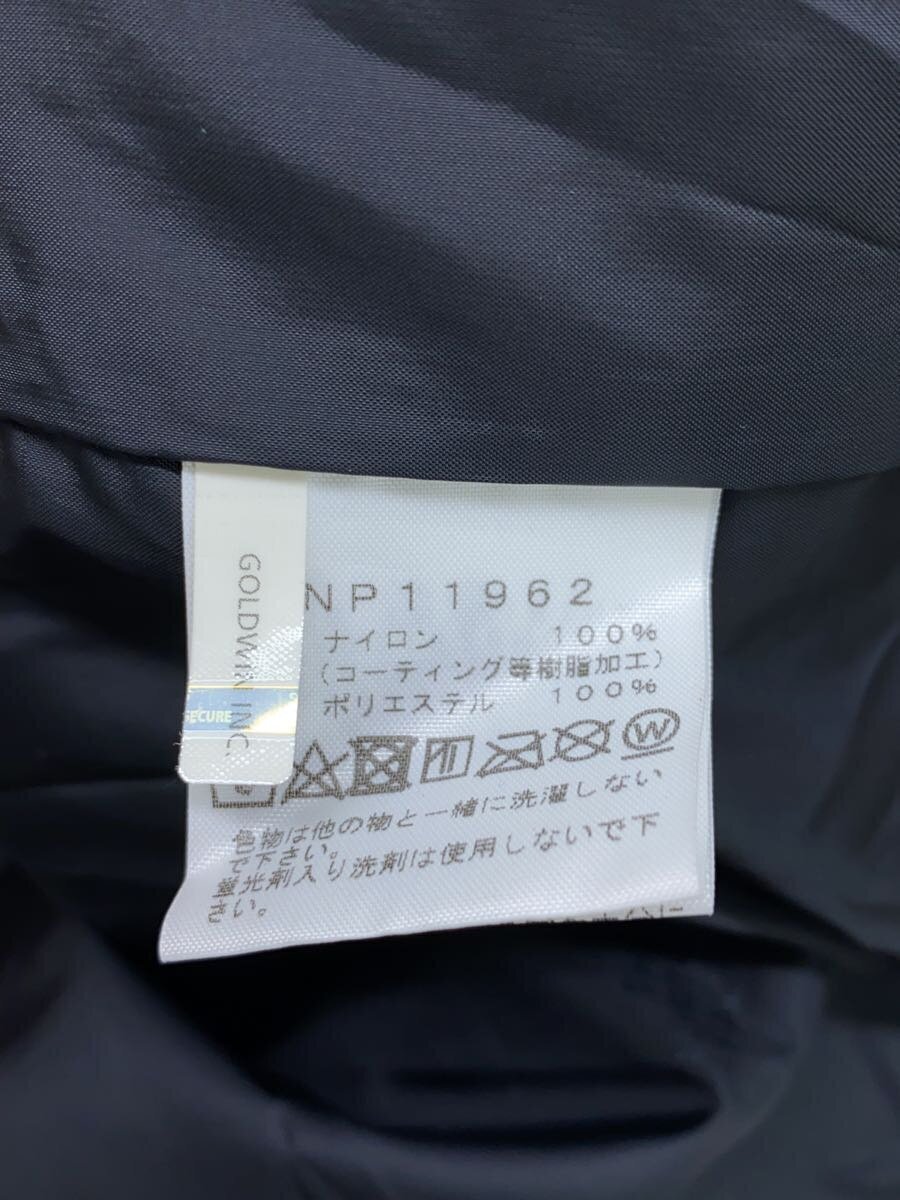 GOLDWIN INC.
SECURE
NP11962
ナイロン 100%
(コーティング等樹脂加工)
ポリエステル 100%
W
色物は他の物と一緒に洗濯しない
で下さい。
蛍光剤入り洗剤は使用しないで下
さい。